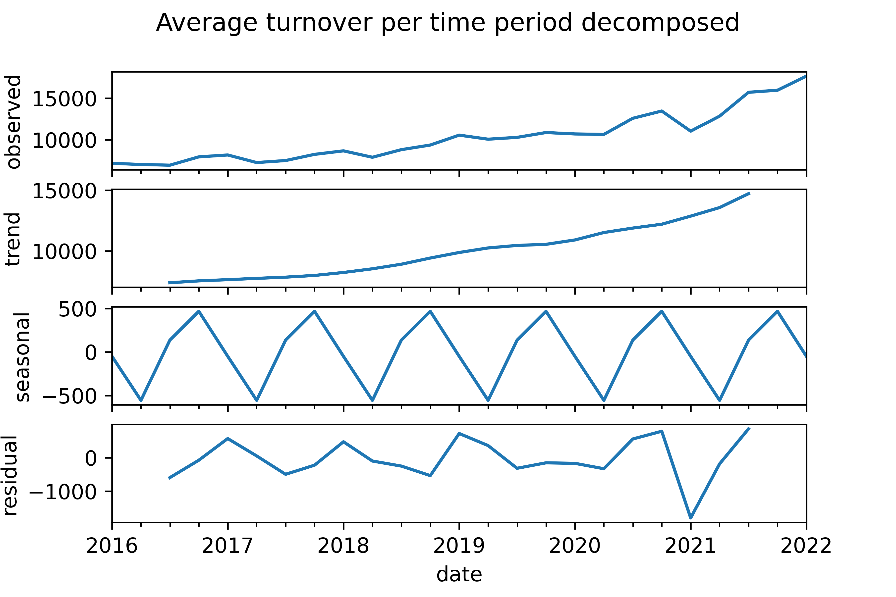 Average turnover per time period decomposed
observed
15000
10000
trend
15000
10000
seasonal
500
0
−500
residual
0
−1000
2016 2017 2018 2019 2020 2021 2022
date